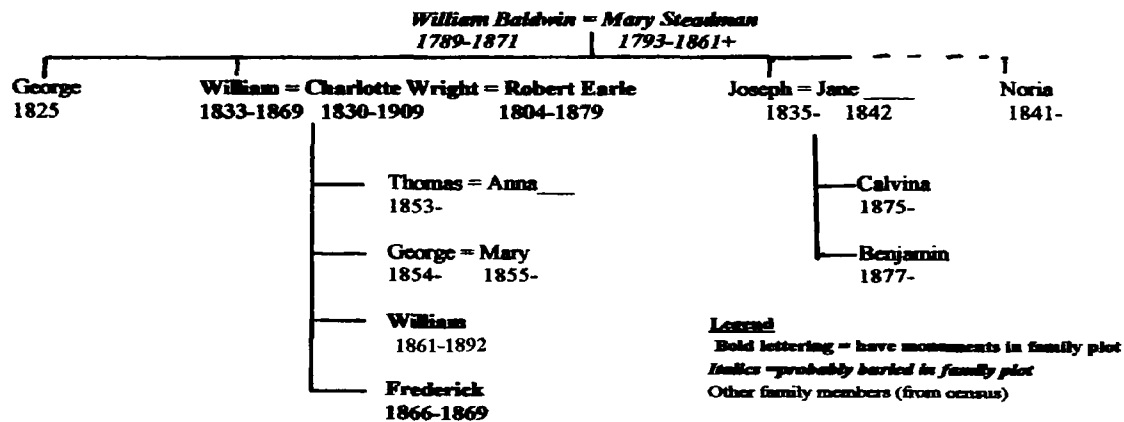 William Baldwin = Mary Steadman
1789-1871 1793-1861+
George William = Charlotte Wright = Robert Earle Joseph = Jane ____ Noria
1825 1833-1869 1830-1909 1804-1879 1835- 1842 1841-
Thomas = Anna___
1853-
Calvina
1875-
George = Mary
1854- 1855-
Benjamin
1877-
William
1861-1892
Frederick
1866-1869
Legend
Bold lettering = have monuments in family plot
Italics =probably buried in family plot
Other family members (from census)